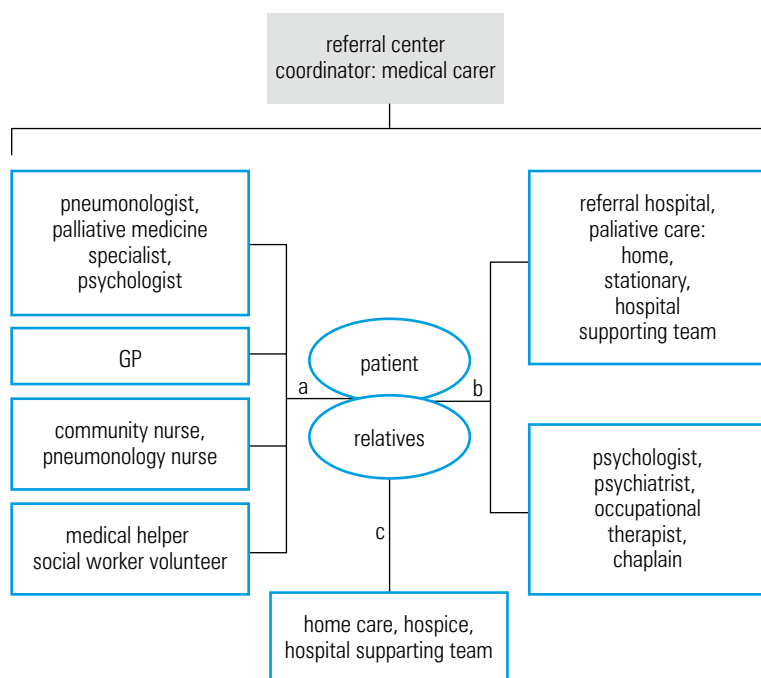 referral center
coordinator: medical carer
pneumonologist,
palliative medicine
specialist,
psychologist
GP
community nurse,
pneumonology nurse
medical helper
social worker volunteer
patient
relatives
a
b
c
referral hospital,
paliative care:
home,
stationary,
hospital
supporting team
psychologist,
psychiatrist,
occupational
therapist,
chaplain
home care, hospice,
hospital supporting team